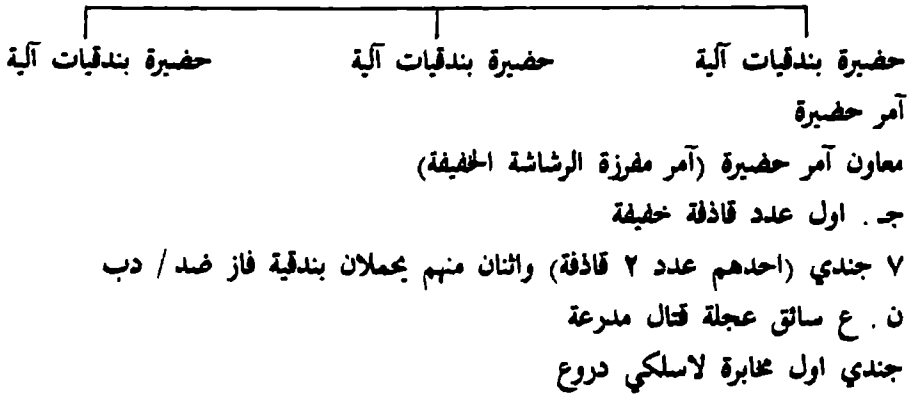 حضيرة بندقيات آلية حضيرة بندقيات آلية حضيرة بندقيات آلية
آمر حضيرة
معاون آمر حضيرة (آمر مفرزة الرشاشة الخفيفة)
جـ . اول عدد قاذفة خفيفة
٧ جندي (احدهم عدد ٢ قاذفة) واثنان منهم يحملان بندقية فاز ضد / دب
ن . ع سائق عجلة قتال مدرعة
جندي اول مخابرة لاسلكي دروع